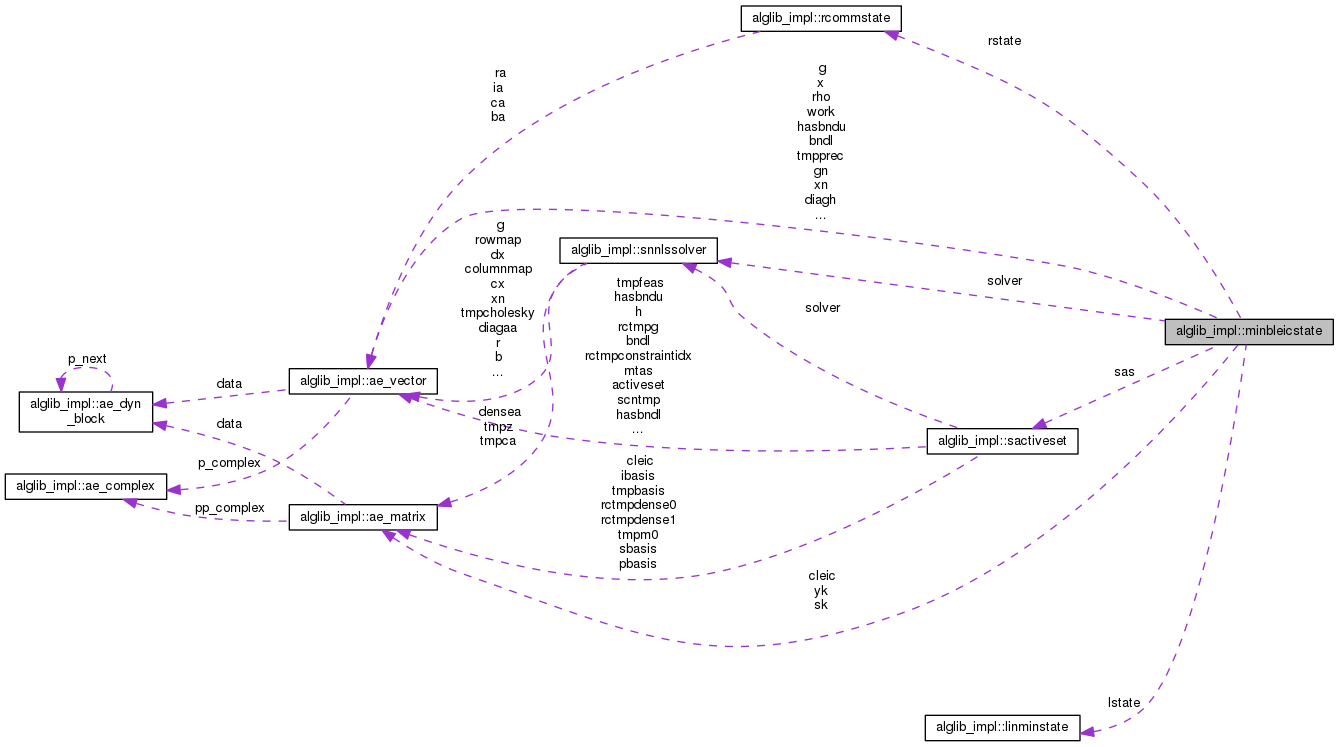 alglib_impl::rcommstate
rstate
ra
ia
ca
ba
g
x
rho
work
hasbndu
bndl
tmpprec
gn
xn
diagh
...
alglib_impl::snnlssolver
solver
solver
alglib_impl::minbleicstate
g
rowmap
dx
columnmap
cx
xn
tmpcholesky
diagaa
r
b
...
tmpfeas
hasbndu
h
rctmpg
bndl
rctmpconstraintidx
mtas
activeset
scntmp
hasbndl
...
sas
p_next
alglib_impl::ae_dyn
_block
data
alglib_impl::ae_vector
data
densea
tmpz
tmpca
alglib_impl::sactiveset
p_complex
alglib_impl::ae_complex
pp_complex
alglib_impl::ae_matrix
cleic
ibasis
tmpbasis
rctmpdense0
rctmpdense1
tmpm0
sbasis
pbasis
cleic
yk
sk
lstate
alglib_impl::linminstate